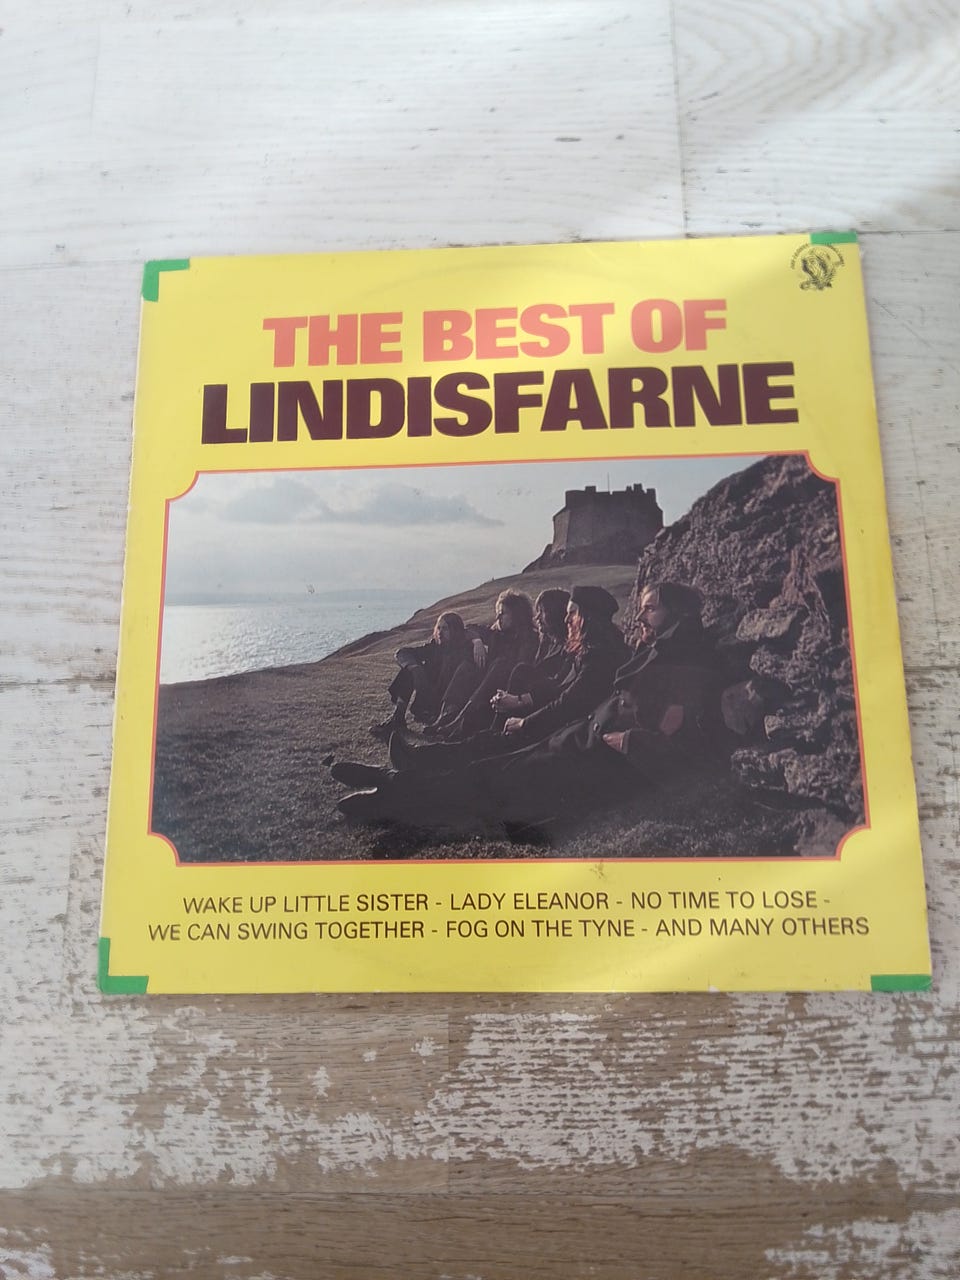 THE BEST OF
LINDISFARNE
WAKE UP LITTLE SISTER - LADY ELEANOR - NO TIME TO LOSE -
WE CAN SWING TOGETHER - FOG ON THE TYNE - AND MANY OTHERS